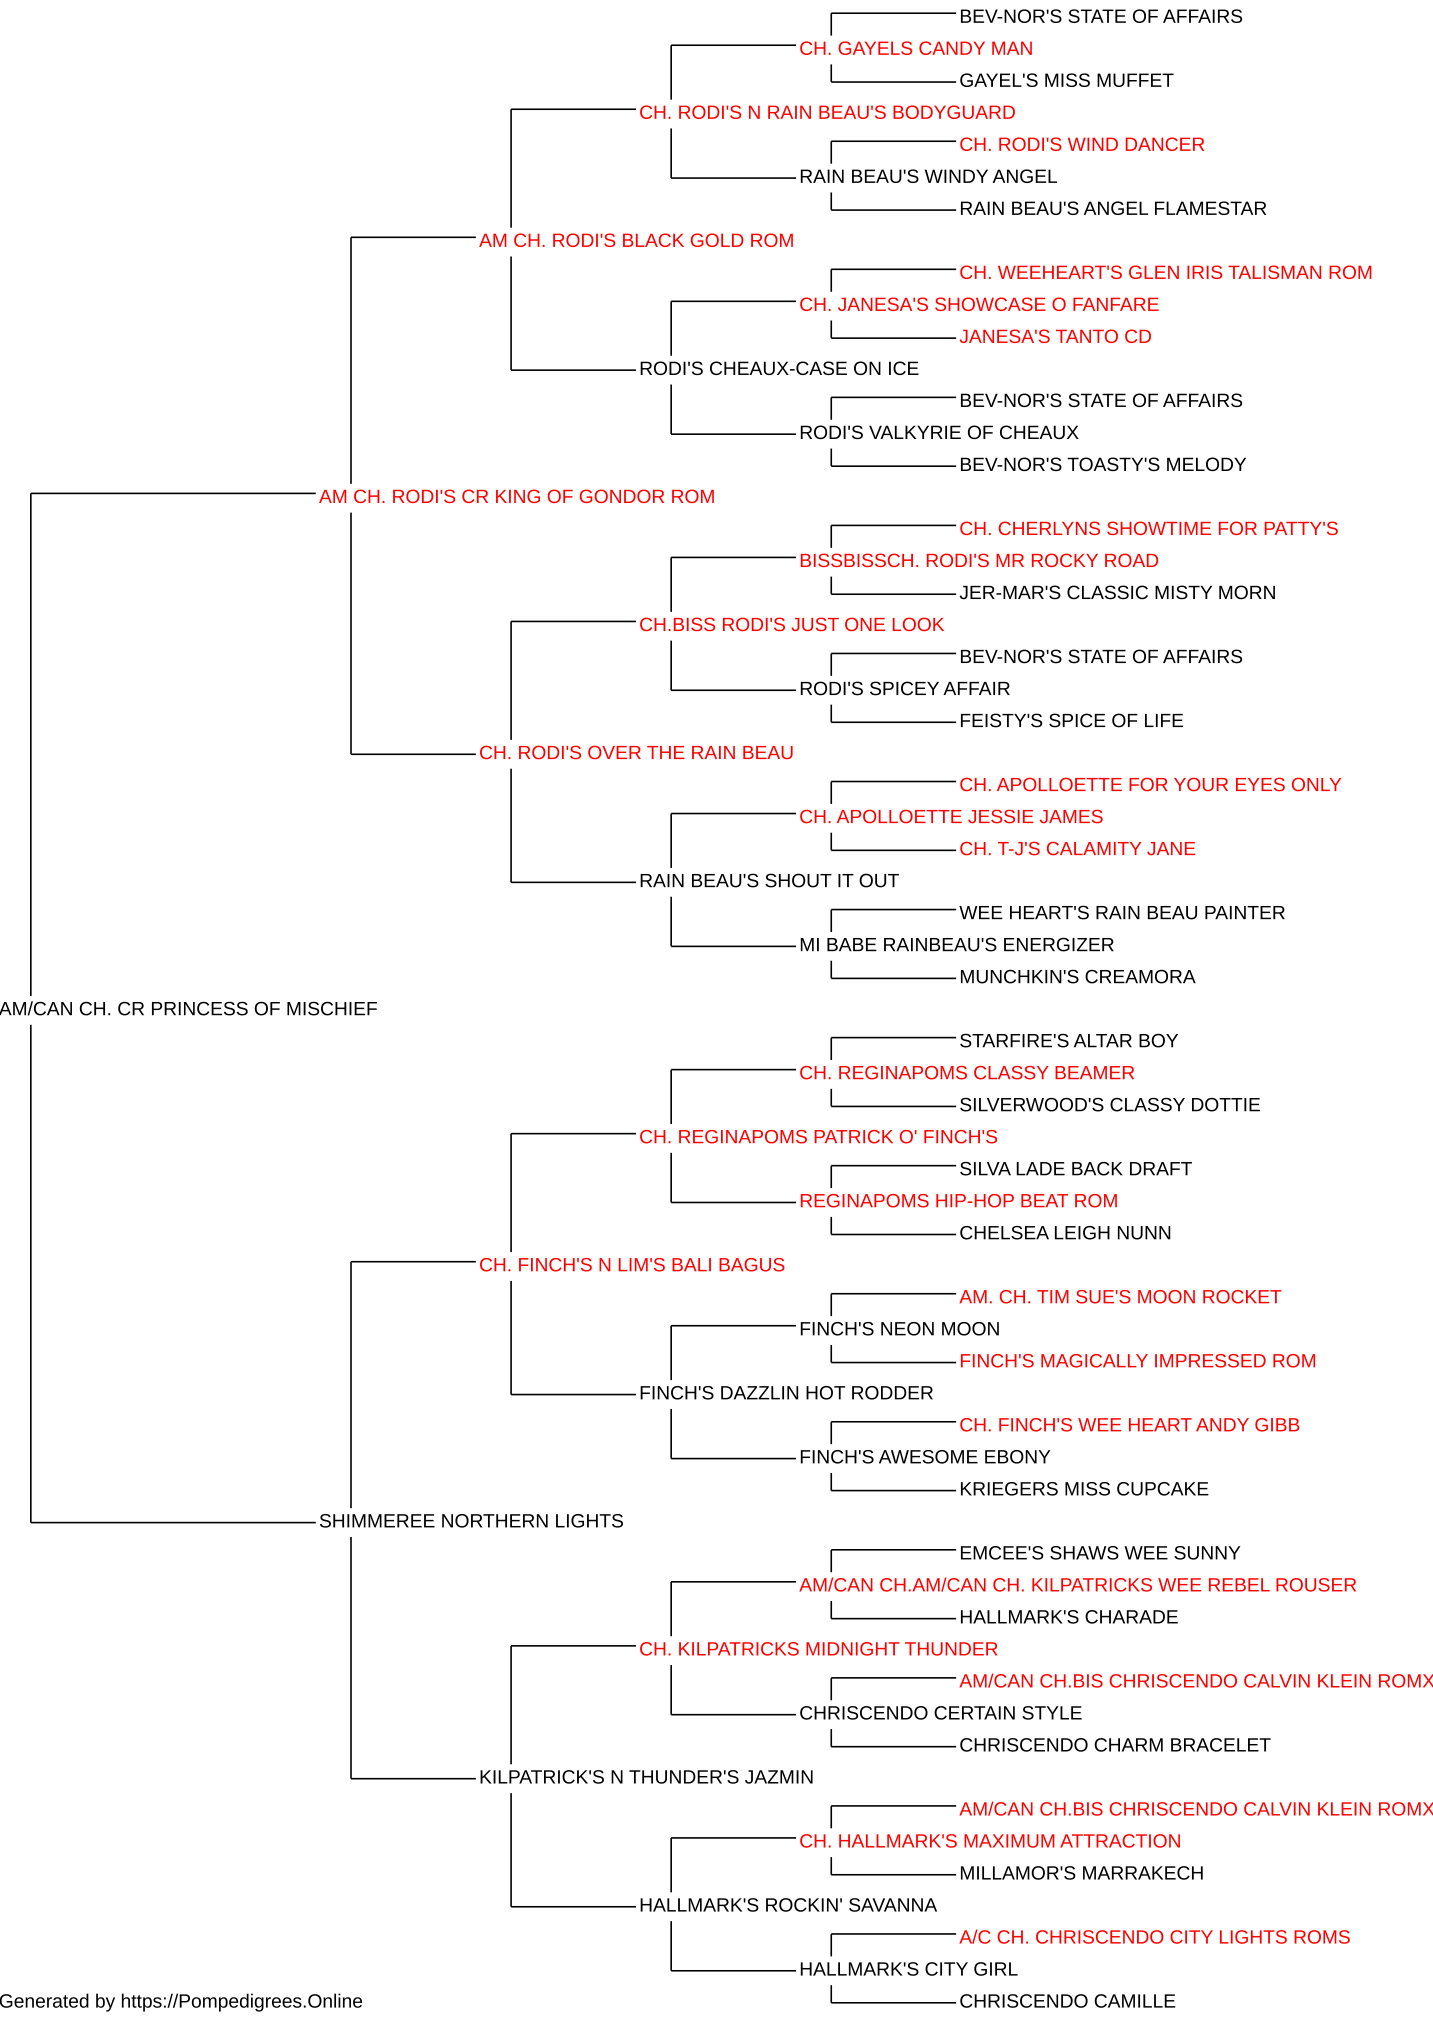 BEV-NOR'S STATE OF AFFAIRS
CH. GAYELS CANDY MAN
GAYEL'S MISS MUFFET
CH. RODI'S N RAIN BEAU'S BODYGUARD
CH. RODI'S WIND DANCER
RAIN BEAU'S WINDY ANGEL
RAIN BEAU'S ANGEL FLAMESTAR
AM CH. RODI'S BLACK GOLD ROM
CH. WEEHEART'S GLEN IRIS TALISMAN ROM
CH. JANESA'S SHOWCASE O FANFARE
JANESA'S TANTO CD
RODI'S CHEAUX-CASE ON ICE
BEV-NOR'S STATE OF AFFAIRS
RODI'S VALKYRIE OF CHEAUX
BEV-NOR'S TOASTY'S MELODY
AM CH. RODI'S CR KING OF GONDOR ROM
CH. CHERLYNS SHOWTIME FOR PATTY'S
BISSBISSCH. RODI'S MR ROCKY ROAD
JER-MAR'S CLASSIC MISTY MORN
CH.BISS RODI'S JUST ONE LOOK
BEV-NOR'S STATE OF AFFAIRS
RODI'S SPICEY AFFAIR
FEISTY'S SPICE OF LIFE
CH. RODI'S OVER THE RAIN BEAU
CH. APOLLOETTE FOR YOUR EYES ONLY
CH. APOLLOETTE JESSIE JAMES
CH. T-J'S CALAMITY JANE
RAIN BEAU'S SHOUT IT OUT
WEE HEART'S RAIN BEAU PAINTER
MI BABE RAINBEAU'S ENERGIZER
MUNCHKIN'S CREAMORA
AM/CAN CH. CR PRINCESS OF MISCHIEF
STARFIRE'S ALTAR BOY
CH. REGINAPOMS CLASSY BEAMER
SILVERWOOD'S CLASSY DOTTIE
CH. REGINAPOMS PATRICK O' FINCH'S
SILVA LADE BACK DRAFT
REGINAPOMS HIP-HOP BEAT ROM
CHELSEA LEIGH NUNN
CH. FINCH'S N LIM'S BALI BAGUS
AM. CH. TIM SUE'S MOON ROCKET
FINCH'S NEON MOON
FINCH'S MAGICALLY IMPRESSED ROM
FINCH'S DAZZLIN HOT RODDER
CH. FINCH'S WEE HEART ANDY GIBB
FINCH'S AWESOME EBONY
KRIEGERS MISS CUPCAKE
SHIMMEREE NORTHERN LIGHTS
EMCEE'S SHAWS WEE SUNNY
AM/CAN CH.AM/CAN CH. KILPATRICKS WEE REBEL ROUSER
HALLMARK'S CHARADE
CH. KILPATRICKS MIDNIGHT THUNDER
AM/CAN CH.BIS CHRISCENDO CALVIN KLEIN ROMX
CHRISCENDO CERTAIN STYLE
CHRISCENDO CHARM BRACELET
KILPATRICK'S N THUNDER'S JAZMIN
AM/CAN CH.BIS CHRISCENDO CALVIN KLEIN ROMX
CH. HALLMARK'S MAXIMUM ATTRACTION
MILLAMOR'S MARRAKECH
HALLMARK'S ROCKIN' SAVANNA
A/C CH. CHRISCENDO CITY LIGHTS ROMS
HALLMARK'S CITY GIRL
CHRISCENDO CAMILLE
Generated by https://Pompedigrees.Online